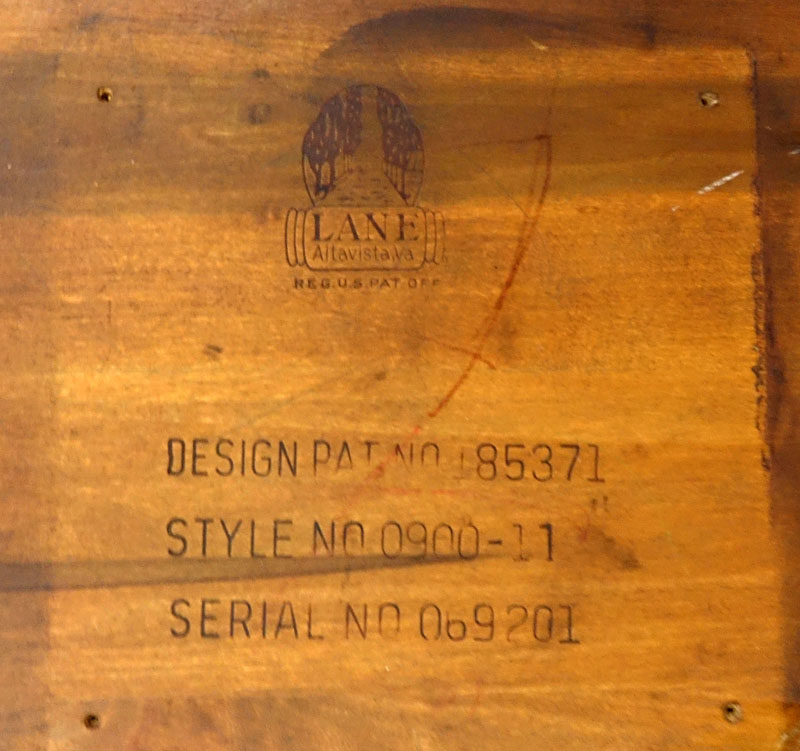 LANE
Altavista, Va
REG. U.S. PAT OFF
DESIGN PAT NO 185371
STYLE NO 0900-11
SERIAL NO 069201